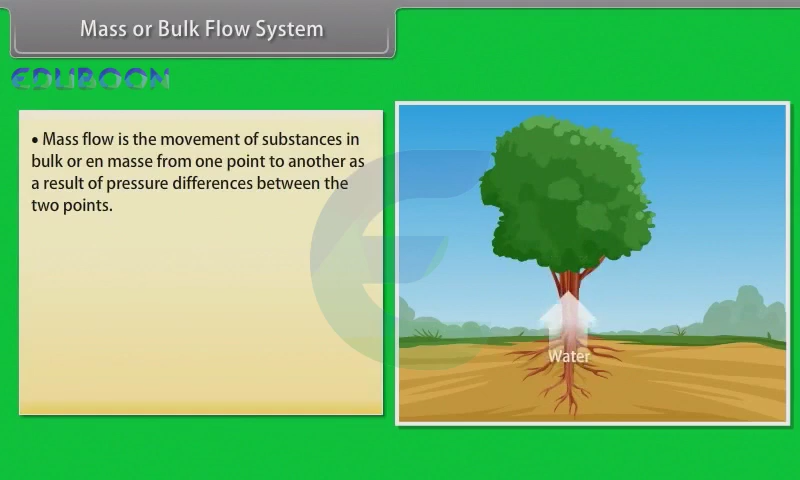 Mass or Bulk Flow System
EDUBOON
• Mass flow is the movement of substances in
bulk or en masse from one point to another as
a result of pressure differences between the
two points.
Water